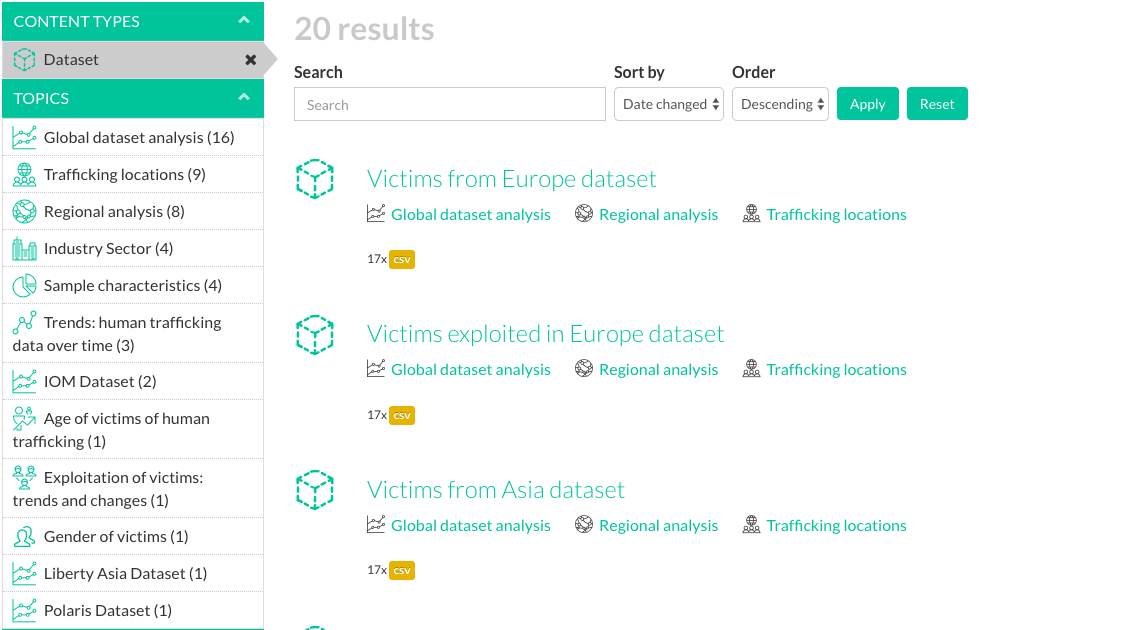 CONTENT TYPES
Dataset
TOPICS
Global dataset analysis (16)
Trafficking locations (9)
Regional analysis (8)
Industry Sector (4)
Sample characteristics (4)
Trends: human trafficking
data over time (3)
IOM Dataset (2)
Age of victims of human
trafficking (1)
Exploitation of victims:
trends and changes (1)
Gender of victims (1)
Liberty Asia Dataset (1)
Polaris Dataset (1)
20 results
Search Sort by Order
Search Date changed Descending Apply Reset
Victims from Europe dataset
Global dataset analysis Regional analysis Trafficking locations
17x csv
Victims exploited in Europe dataset
Global dataset analysis Regional analysis Trafficking locations
17x csv
Victims from Asia dataset
Global dataset analysis Regional analysis Trafficking locations
17x csv